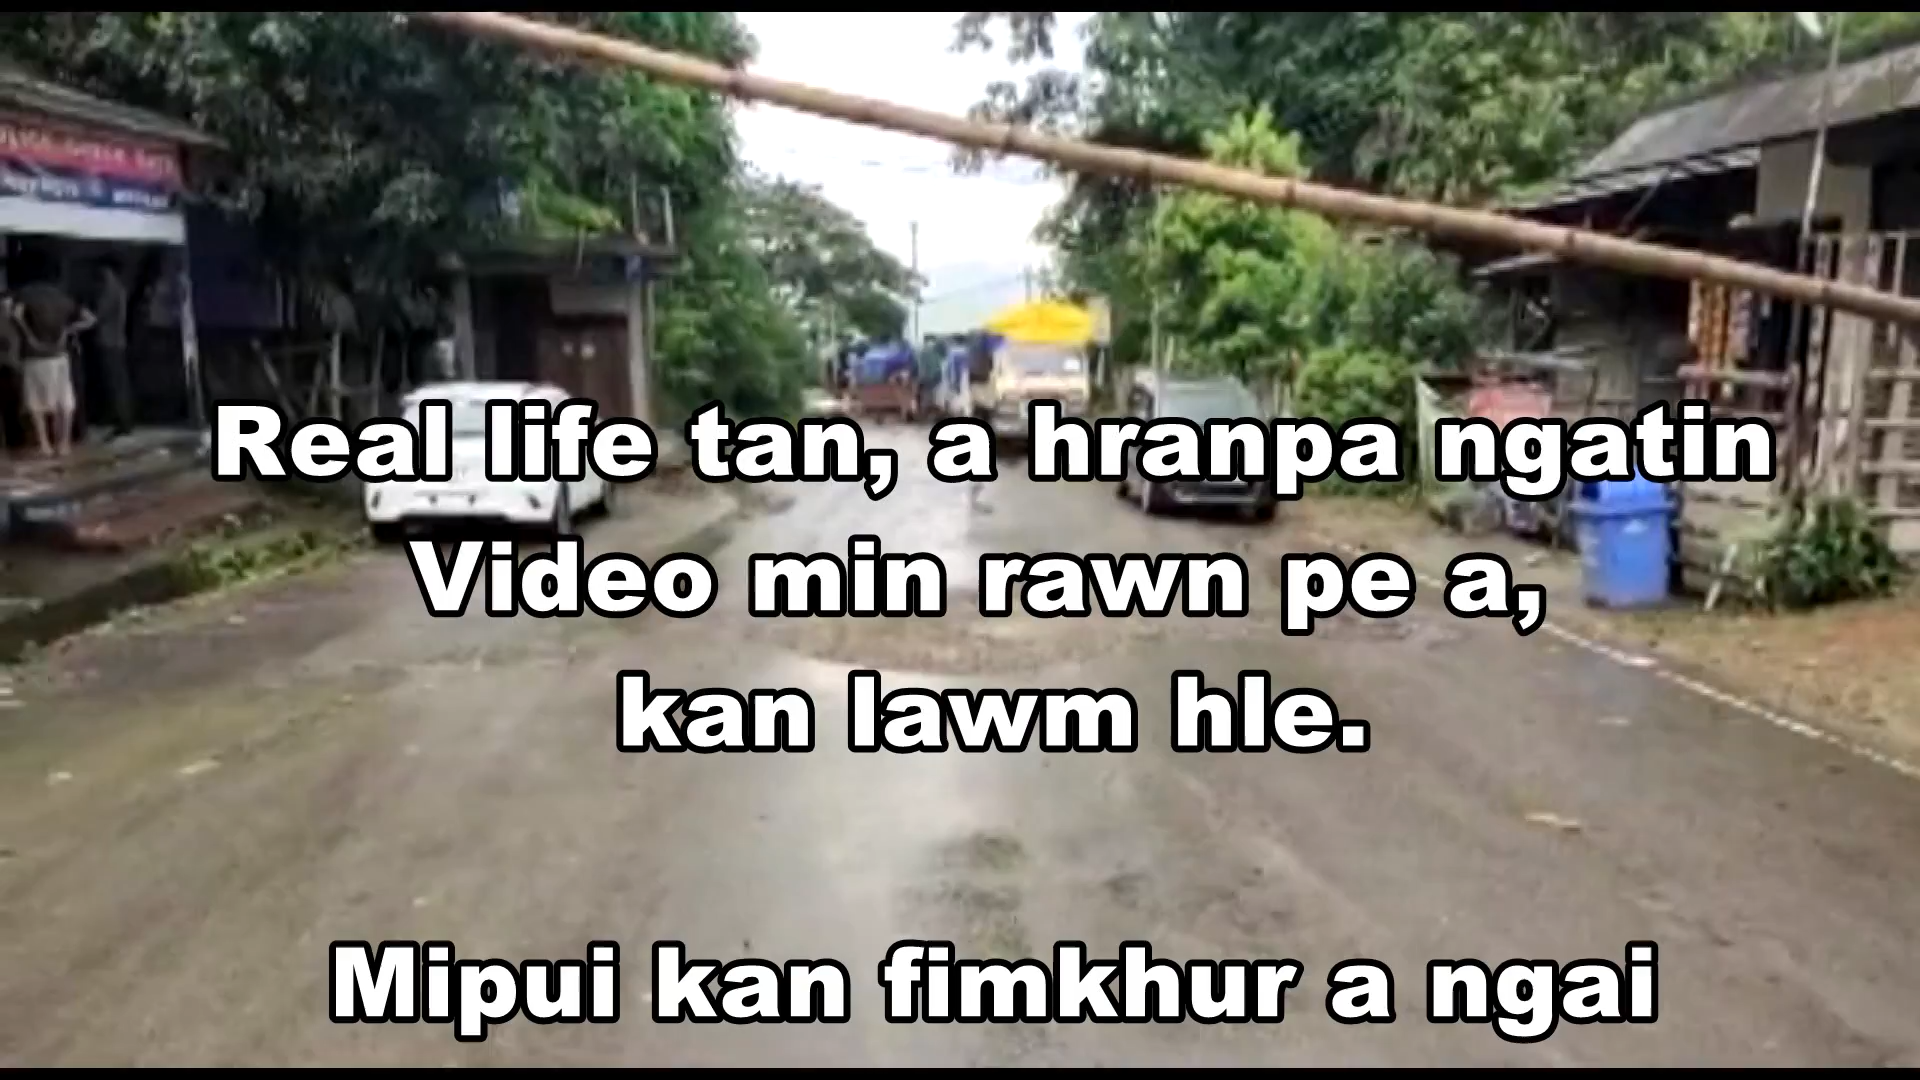 Real life tan, a hranpa ngatin
Video min rawn pe a,
kan lawm hle.
Mipui kan fimkhur a ngai